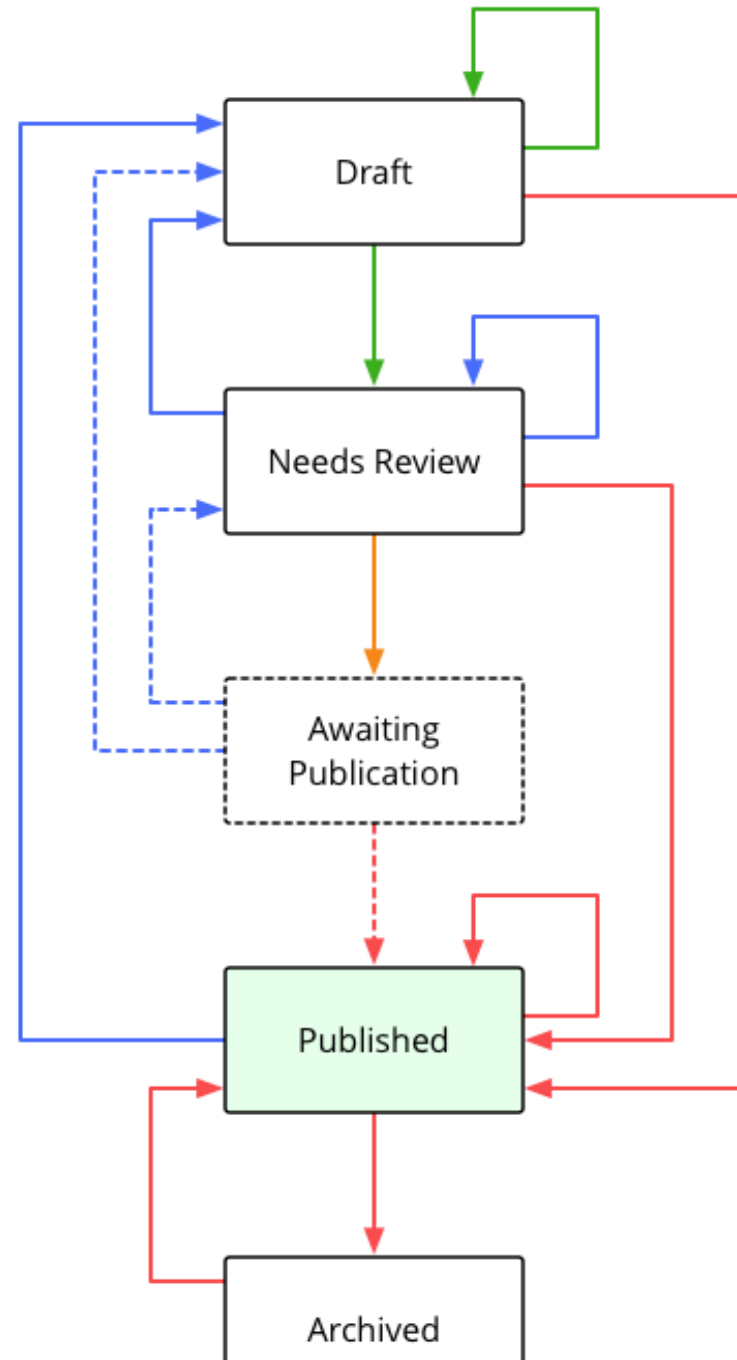 Draft
Needs Review
Awaiting
Publication
Published
Archived